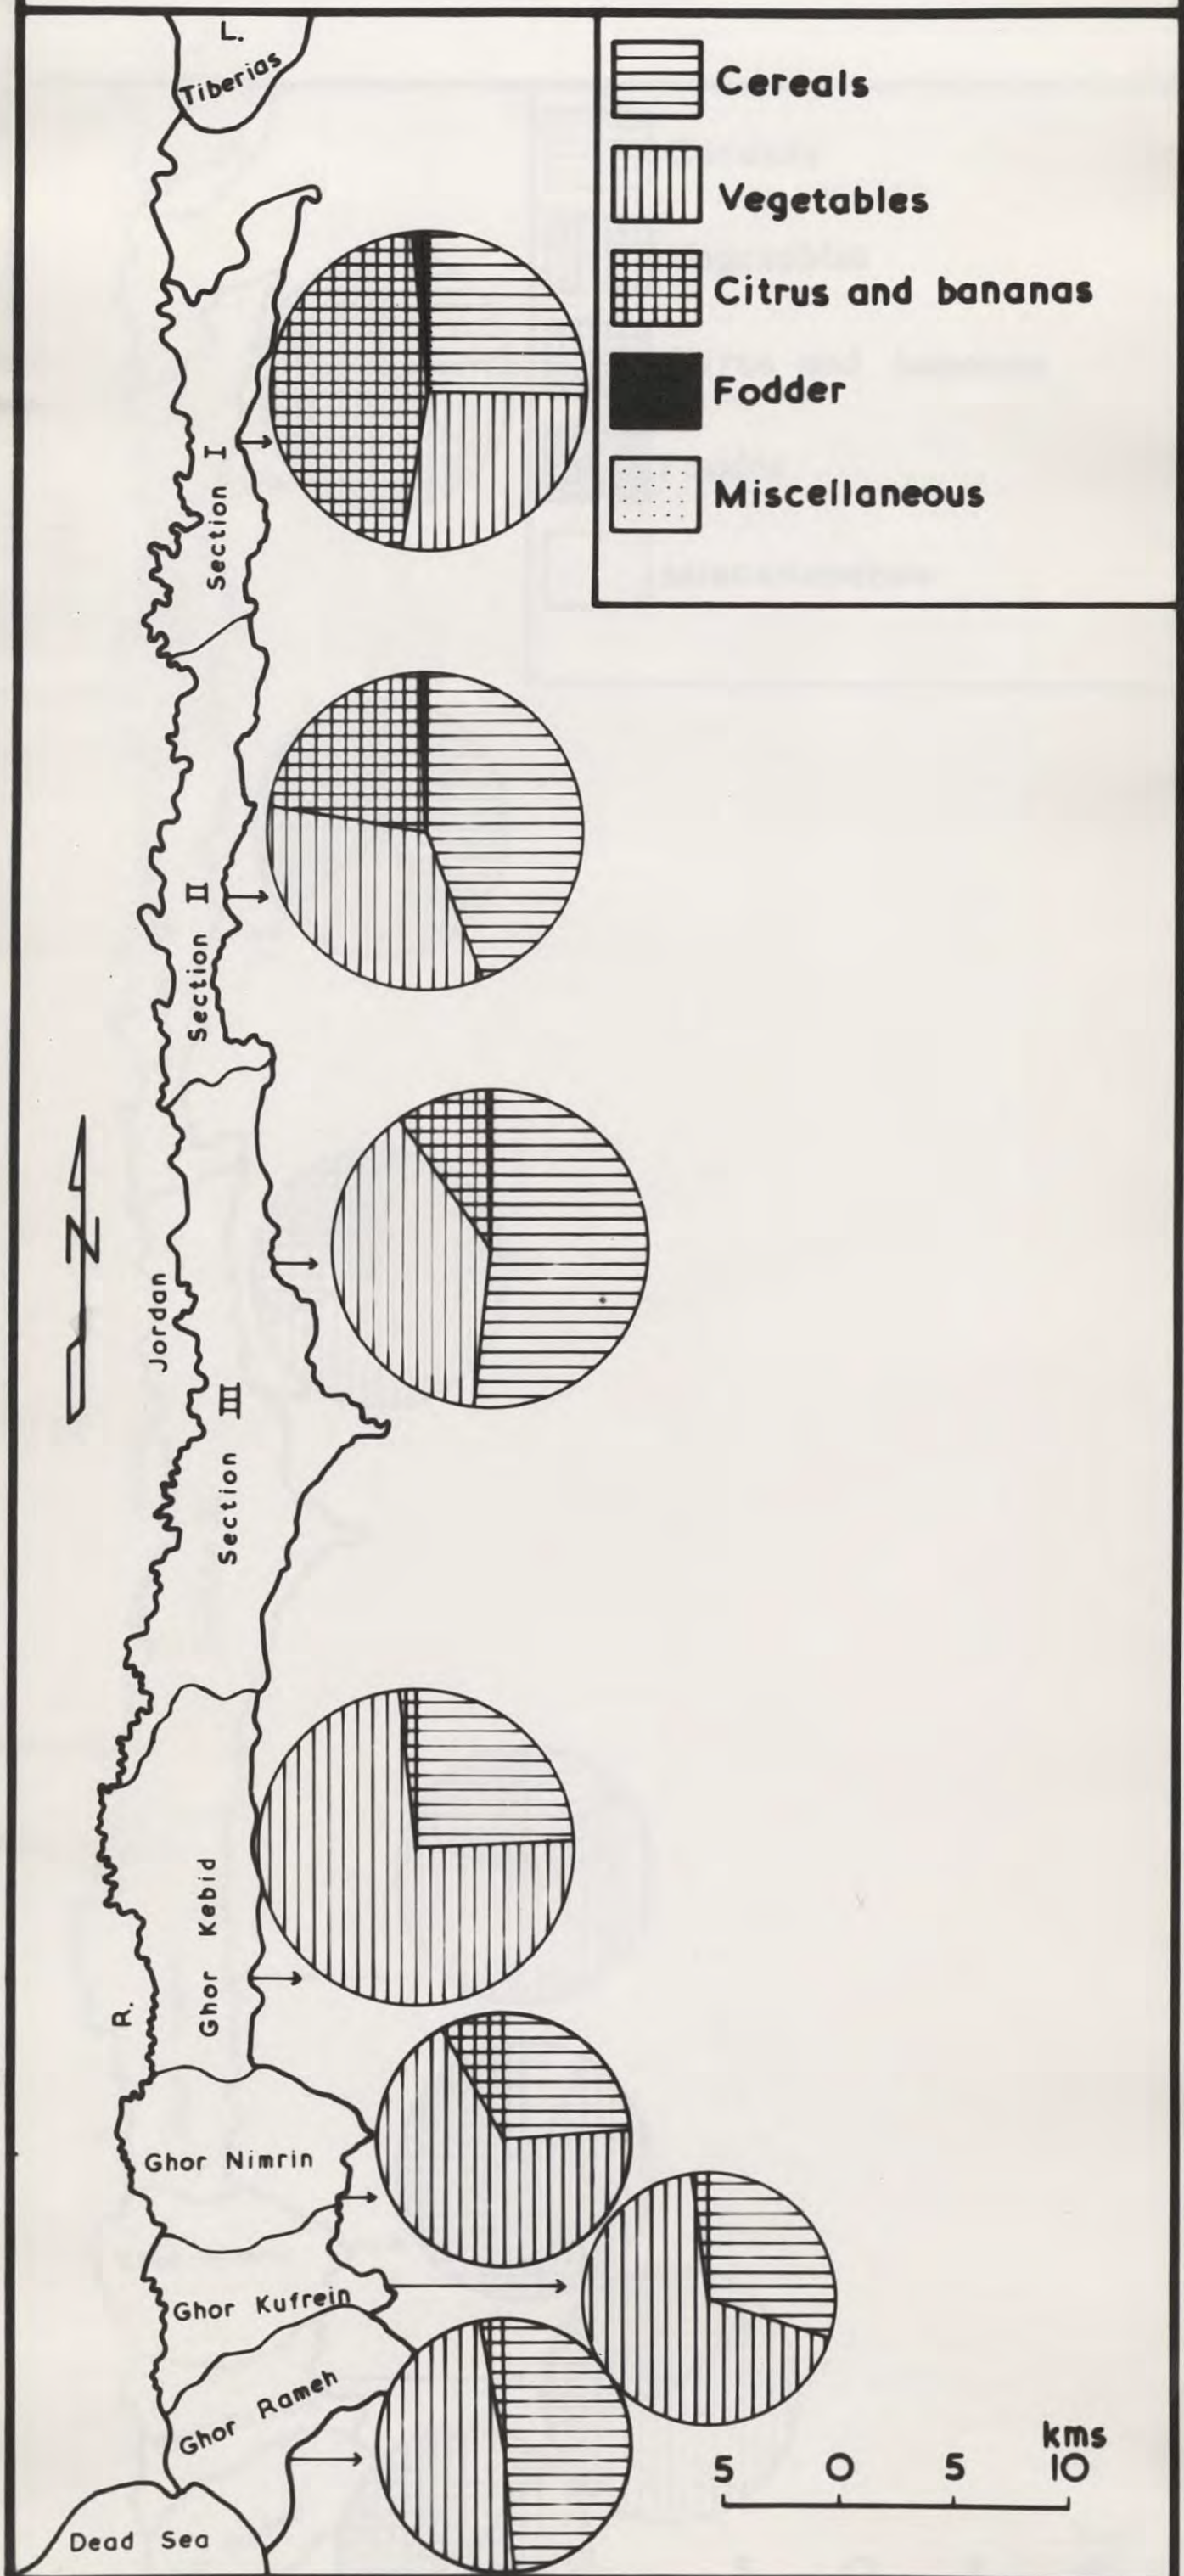 L.
Tiberias
Cereals
Vegetables
Citrus and bananas
Fodder
Miscellaneous
Section I
Section II
N
Jordan
Section III
Ghor Kebid
R.
Ghor Nimrin
Ghor Kufrein
Ghor Rameh
kms
5 0 5 10
Dead Sea